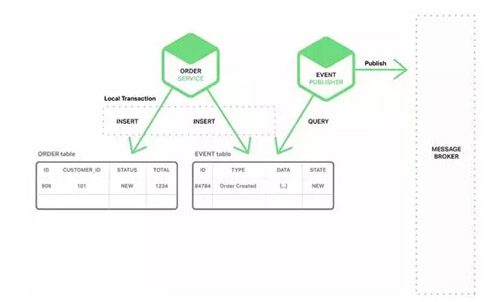 ORDER
SERVICE
EVENT
PUBLISHER
Publish
Local Transaction
INSERT
INSERT
QUERY
MESSAGE
BROKER
ORDER table
ID CUSTOMER_ID STATUS TOTAL
909 101 NEW 1234
EVENT table
ID TYPE DATA STATE
84784 Order Created {...} NEW